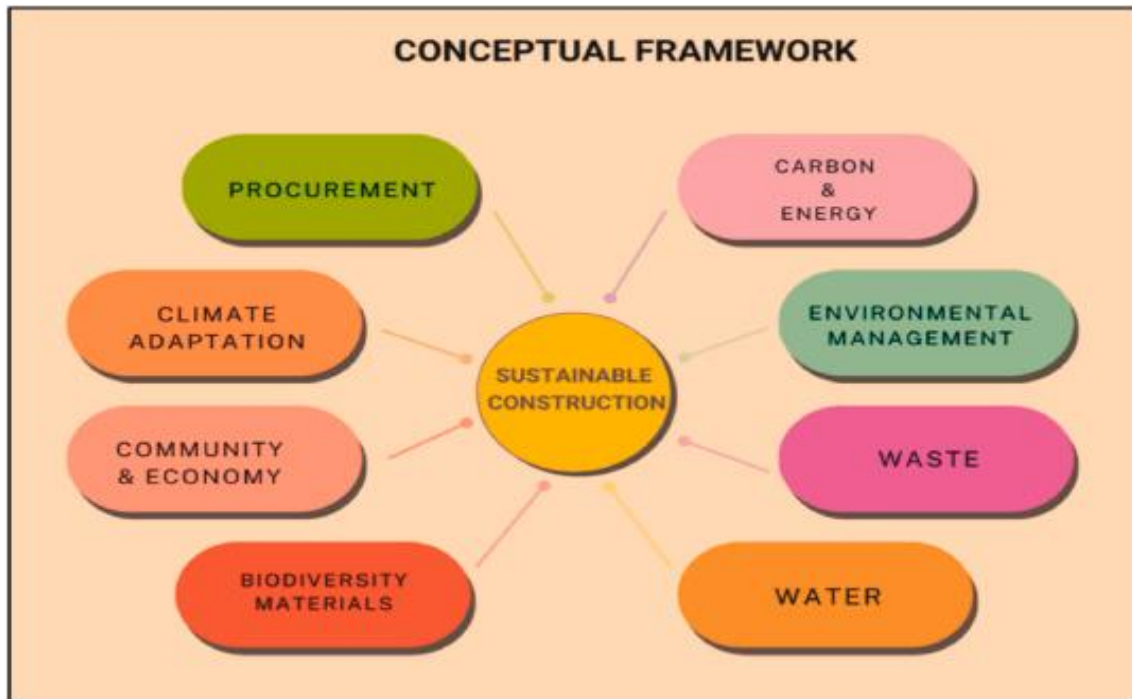 CONCEPTUAL FRAMEWORK
PROCUREMENT
CARBON
&
ENERGY
CLIMATE
ADAPTATION
ENVIRONMENTAL
MANAGEMENT
SUSTAINABLE
CONSTRUCTION
COMMUNITY
& ECONOMY
WASTE
BIODIVERSITY
MATERIALS
WATER